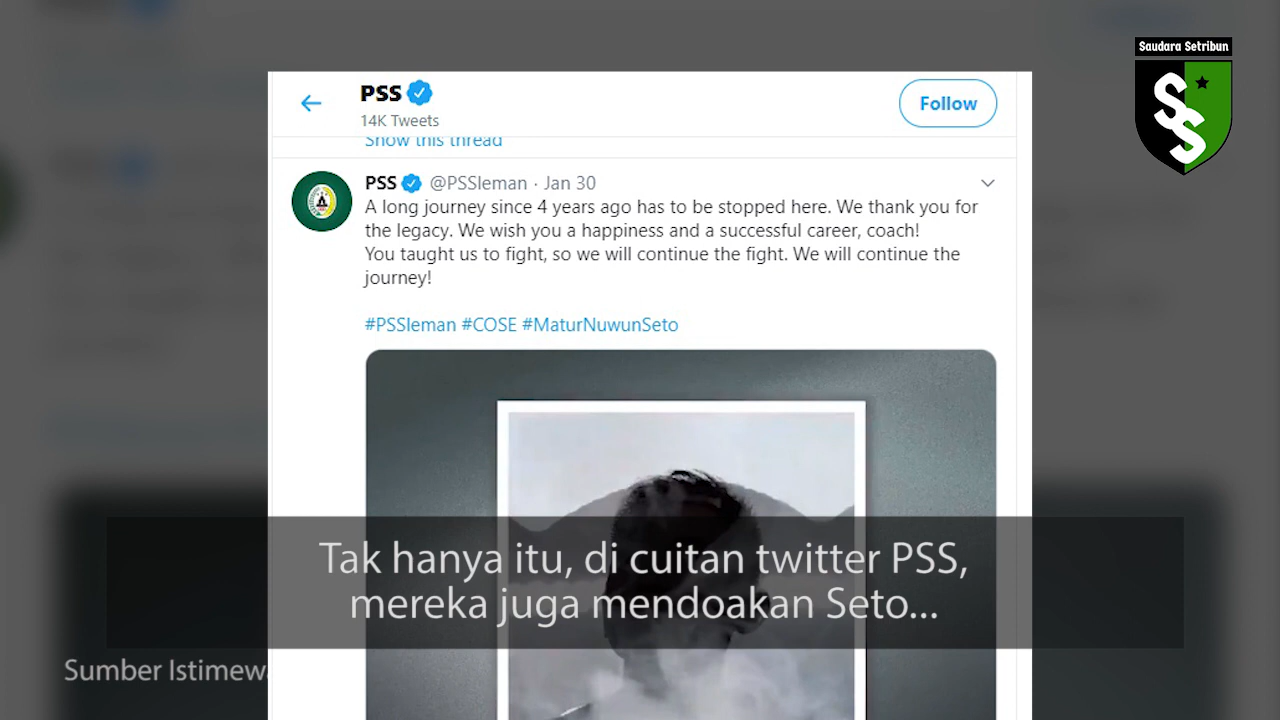 Saudara Setribun
SS
PSS
14K Tweets
Follow
Show this thread
PSS @PSSleman · Jan 30
A long journey since 4 years ago has to be stopped here. We thank you for
the legacy. We wish you a happiness and a successful career, coach!
You taught us to fight, so we will continue the fight. We will continue the
journey!
#PSSleman #COSE #MaturNuwunSeto
Tak hanya itu, di cuitan twitter PSS,
mereka juga mendoakan Seto...
Sumber Istimewa